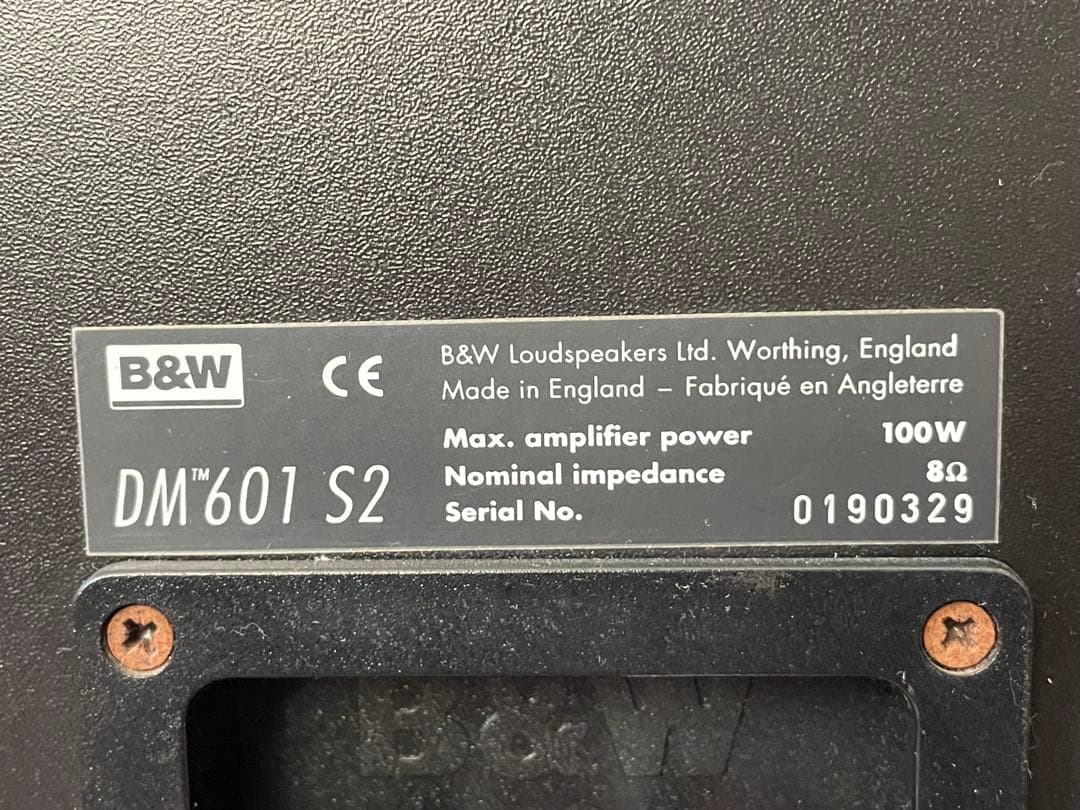 B&W
CE
B&W Loudspeakers Ltd. Worthing, England
Made in England – Fabriqué en Angleterre
DM™601 S2
Max. amplifier power 100W
Nominal impedance 8Ω
Serial No. 0190329
B&W